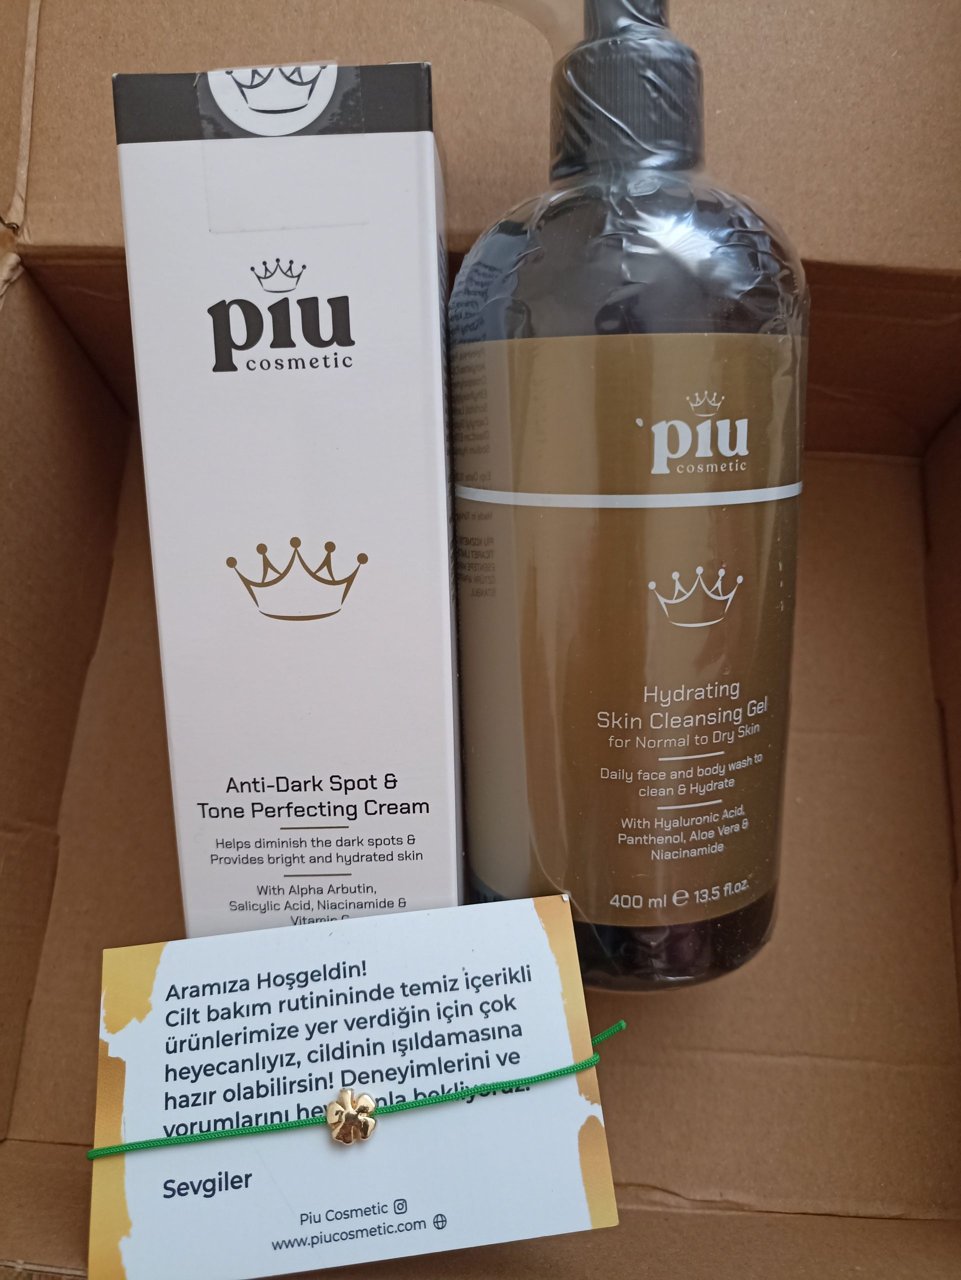 piu
cosmetic
Anti-Dark Spot &
Tone Perfecting Cream
Helps diminish the dark spots &
Provides bright and hydrated skin
With Alpha Arbutin,
Salicylic Acid, Niacinamide &
piu
cosmetic
Hydrating
Skin Cleansing Gel
for Normal to Dry Skin
Daily face and body wash to
clean & Hydrate
With Hyaluronic Acid,
Panthenol, Aloe Vera &
Niacinamide
400 ml ℮ 13.5 fl.oz.
Aramıza Hoşgeldin!
Cilt bakım rutinininde temiz içerikli
ürünlerimize yer verdiğin için çok
heyecanlıyız, cildinin ışıldamasına
hazır olabilirsin! Deneyimlerini ve
yorumlarını bekliyoruz.
Sevgiler
Piu Cosmetic
www.piucosmetic.com